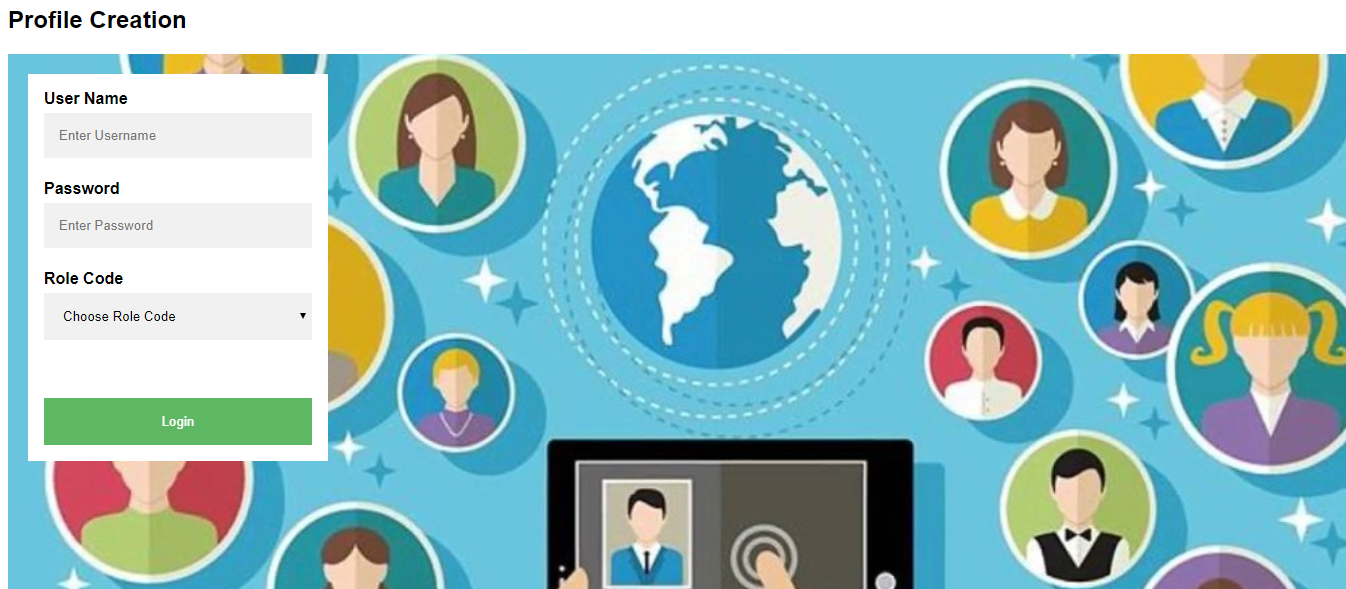 Profile Creation
User Name
Enter Username
Password
Enter Password
Role Code
Choose Role Code
Login